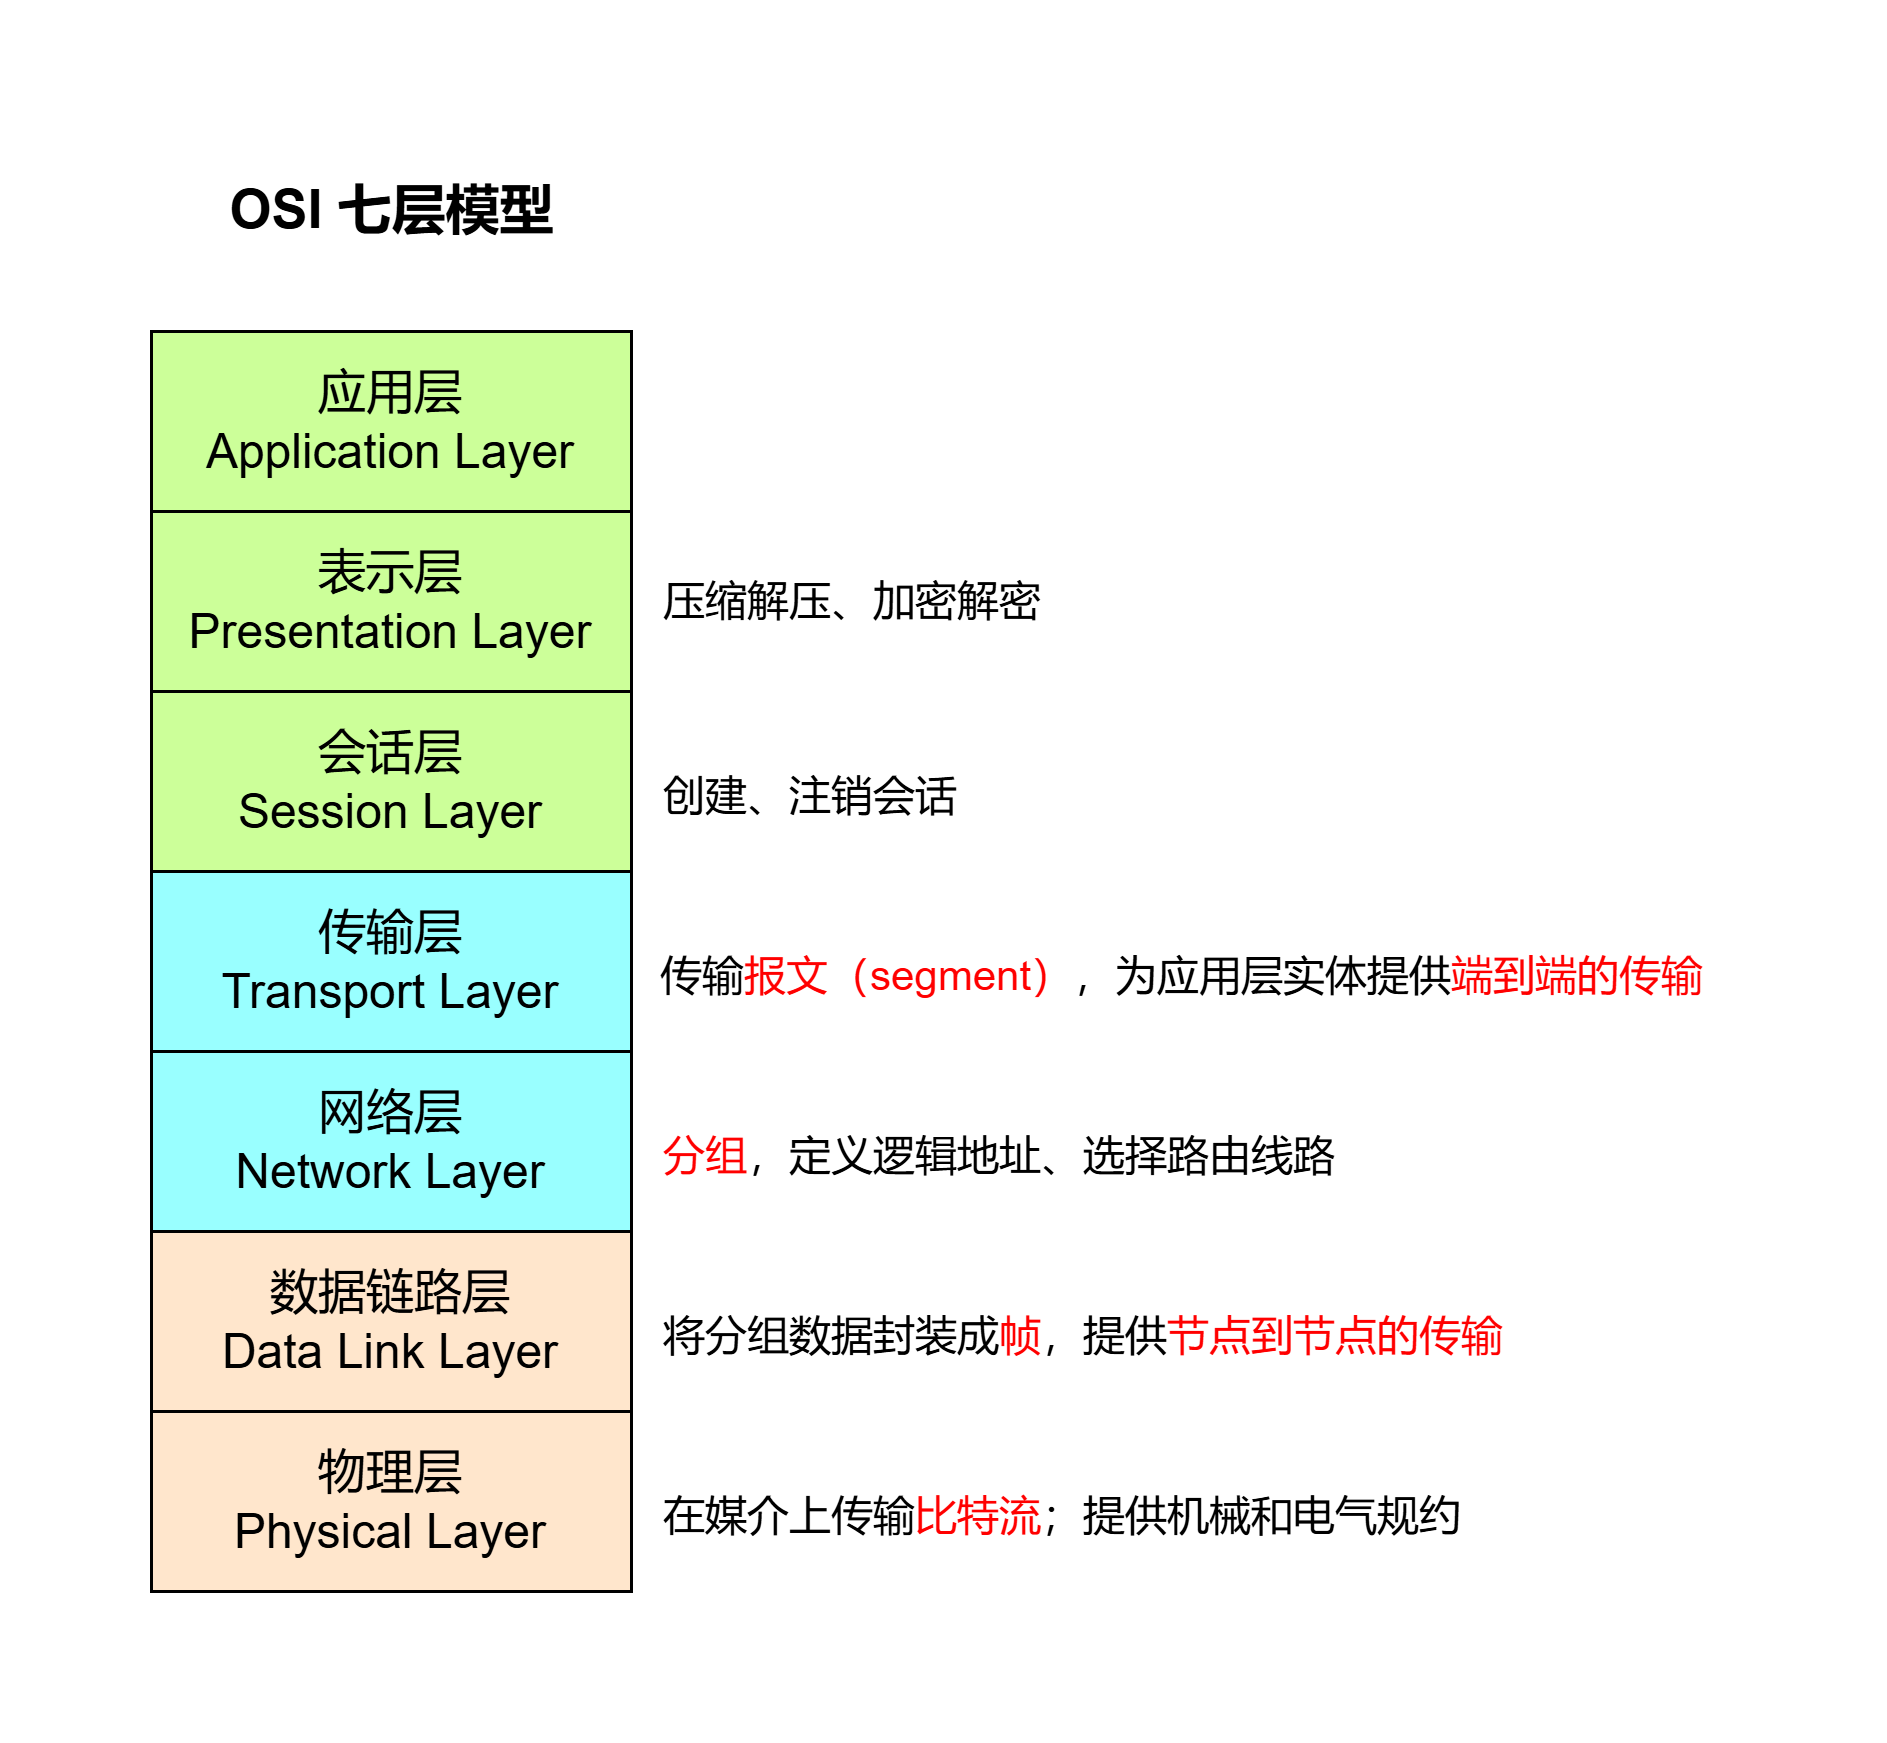 OSI 七层模型
应用层
Application Layer
表示层
Presentation Layer
压缩解压、加密解密
会话层
Session Layer
创建、注销会话
传输层
Transport Layer
传输报文（segment），为应用层实体提供端到端的传输
网络层
Network Layer
分组，定义逻辑地址、选择路由线路
数据链路层
Data Link Layer
将分组数据封装成帧，提供节点到节点的传输
物理层
Physical Layer
在媒介上传输比特流；提供机械和电气规约